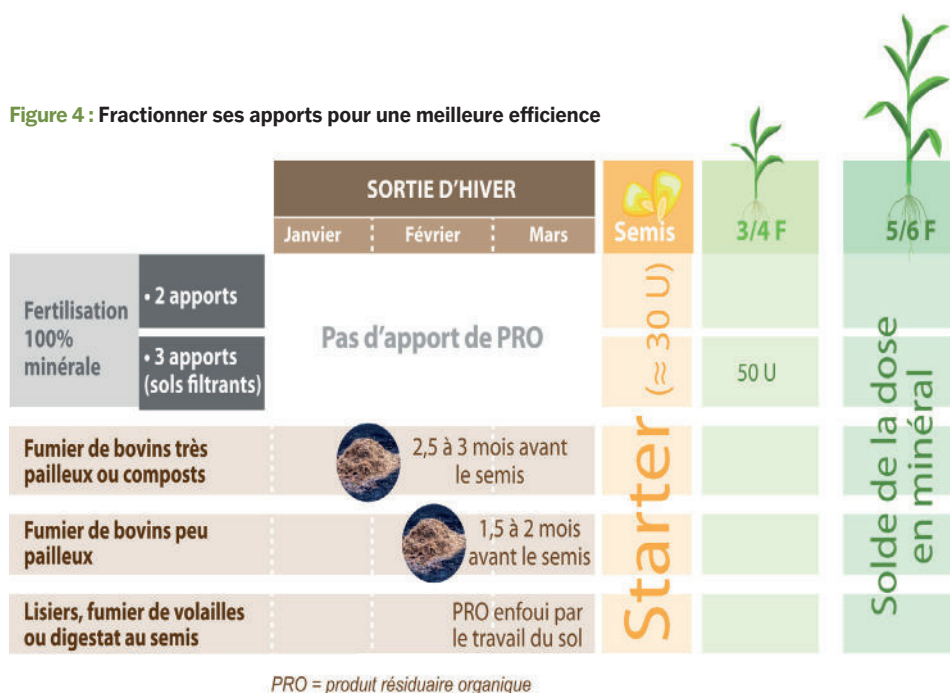 Figure 4 : Fractionner ses apports pour une meilleure efficience
SORTIE D'HIVER
Janvier
Février
Mars
Semis
3/4 F
5/6 F
Fertilisation
100%
minérale
• 2 apports
• 3 apports
(sols filtrants)
Pas d'apport de PRO
50 U
Starter (≈ 30 U)
Solde de la dose
en minéral
Fumier de bovins très
pailleux ou composts
2,5 à 3 mois avant
le semis
Fumier de bovins peu
pailleux
1,5 à 2 mois
avant le semis
Lisiers, fumier de volailles
ou digestat au semis
PRO enfoui par
le travail du sol
PRO = produit résiduaire organique